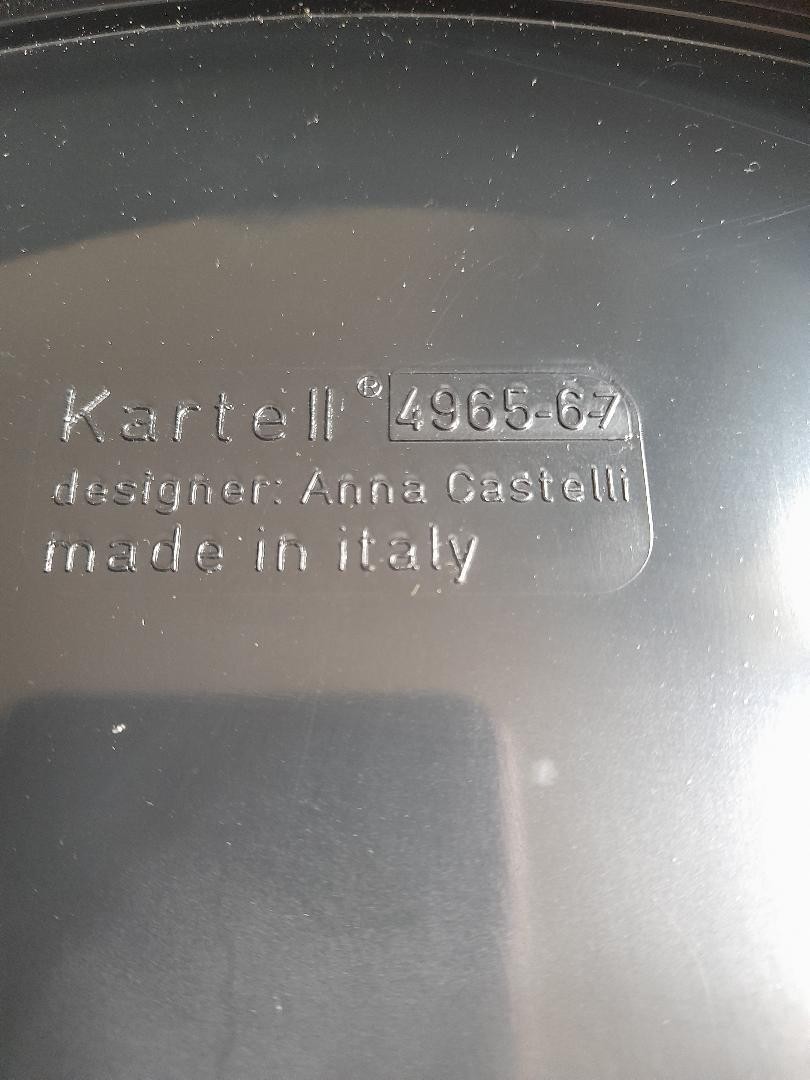 Kartell® 4965-67
designer: Anna Castelli
made in italy